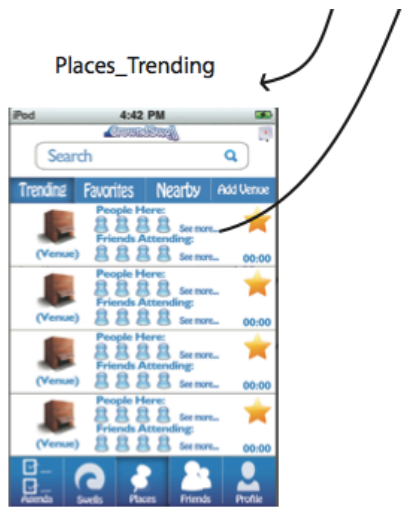 Places_Trending
iPod 4:42 PM
GroundSwell
Search
Trending Favorites Nearby Add Venue
People Here:
See more...
Friends Attending:
(Venue) See more... 00:00
People Here:
See more...
Friends Attending:
(Venue) See more... 00:00
People Here:
See more...
Friends Attending:
(Venue) See more... 00:00
People Here:
See more...
Friends Attending:
(Venue) See more... 00:00
Agenda Swells Places Friends Profile